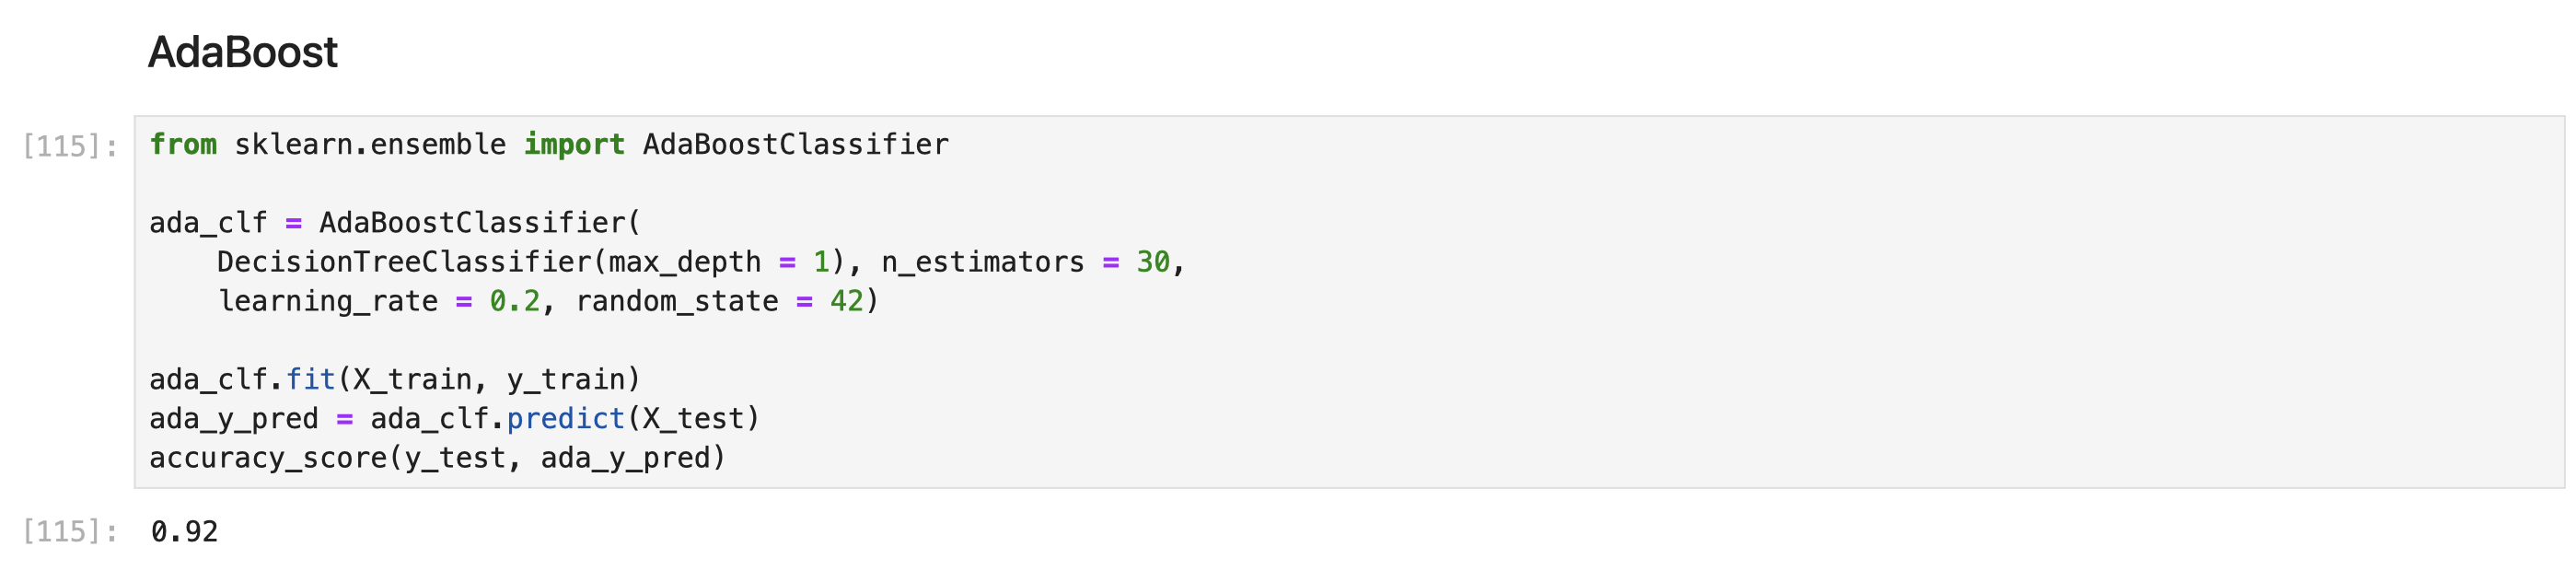 AdaBoost
[115]:
from sklearn.ensemble import AdaBoostClassifier
ada_clf = AdaBoostClassifier(
    DecisionTreeClassifier(max_depth = 1), n_estimators = 30,
    learning_rate = 0.2, random_state = 42)
ada_clf.fit(X_train, y_train)
ada_y_pred = ada_clf.predict(X_test)
accuracy_score(y_test, ada_y_pred)
[115]: 0.92